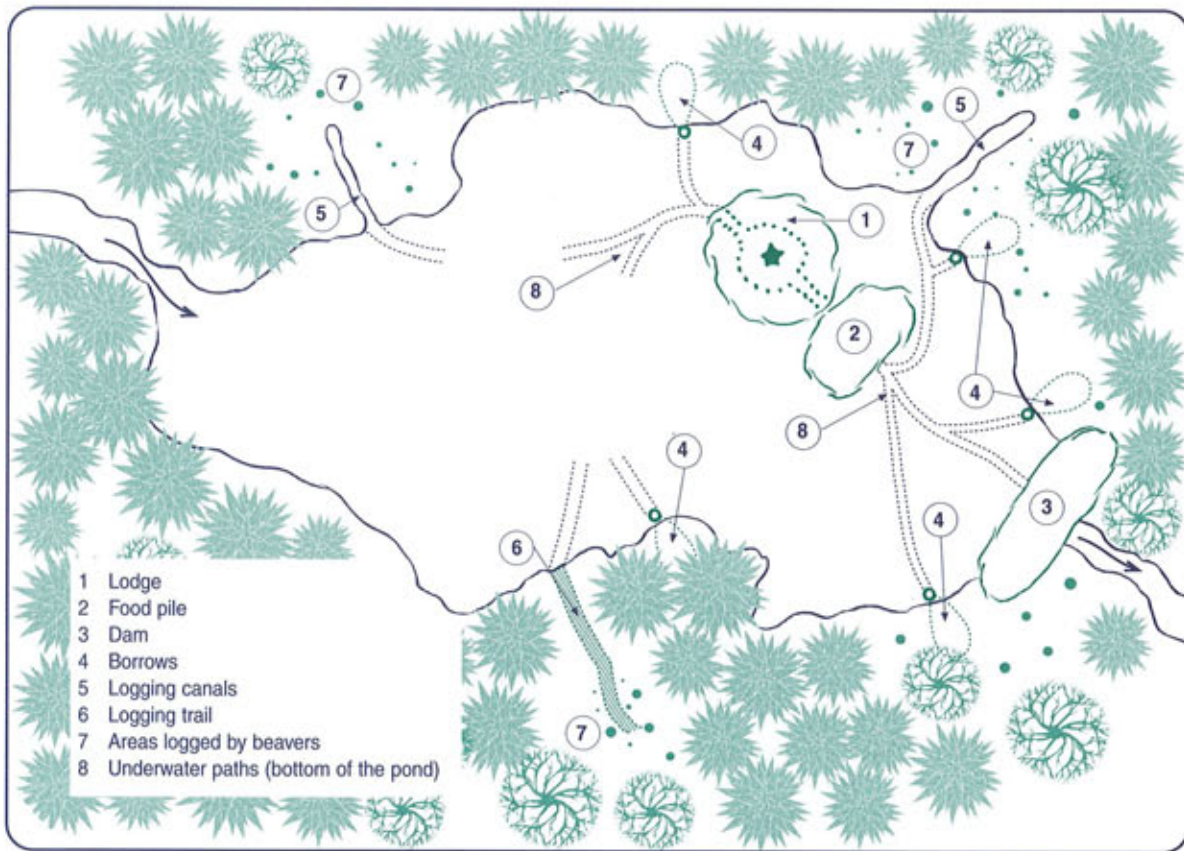 7
5
4
7
5
1
4
8
2
4
8
4
3
6
4
7
1 Lodge
2 Food pile
3 Dam
4 Borrows
5 Logging canals
6 Logging trail
7 Areas logged by beavers
8 Underwater paths (bottom of the pond)